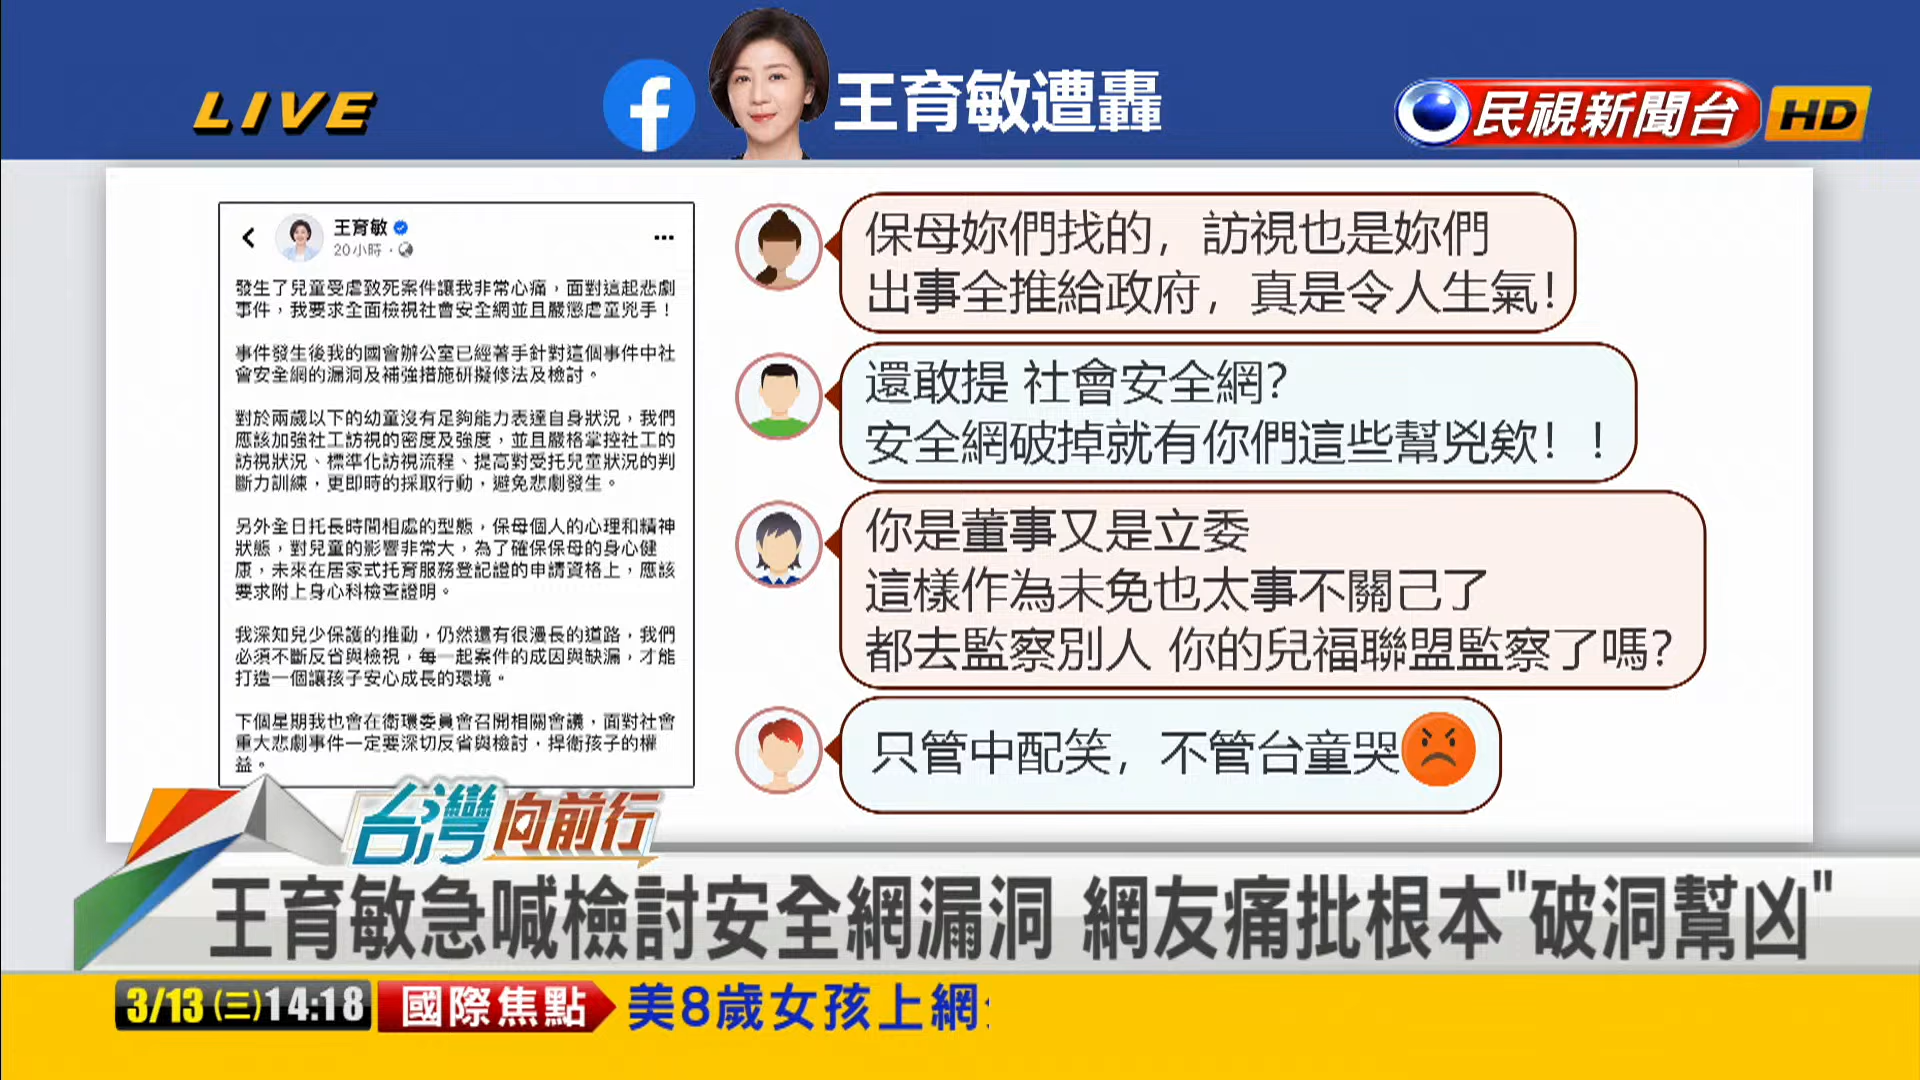 LIVE
王育敏遭轟
民視新聞台 HD
王育敏
20小時
發生了兒童受虐致死案件讓我非常心痛，面對這起悲劇
事件，我要求全面檢視社會安全網並且嚴懲虐童兇手！
事件發生後我的國會辦公室已經著手針對這個事件中社
會安全網的漏洞及補強措施研擬修法及檢討。
對於兩歲以下的幼童沒有足夠能力表達自身狀況，我們
應該加強社工訪視的密度及強度，並且嚴格掌控社工的
訪視狀況、標準化訪視流程、提高對受托兒童狀況的判
斷力訓練，更即時的採取行動，避免悲劇發生。
另外全日托長時間相處的型態，保母個人的心理和精神
狀態，對兒童的影響非常大，為了確保保母的身心健
康，未來在居家式托育服務登記證的申請資格上，應該
要求附上身心科檢查證明。
我深知兒少保護的推動，仍然還有很漫長的道路，我們
必須不斷反省與檢視，每一起案件的成因與缺漏，才能
打造一個讓孩子安心成長的環境。
下個星期我也會在衛環委員會召開相關會議，面對社會
重大悲劇事件一定要深切反省與檢討，捍衛孩子的權
益。
保母妳們找的，訪視也是妳們
出事全推給政府，真是令人生氣！
還敢提 社會安全網？
安全網破掉就有你們這些幫兇欸！！
你是董事又是立委
這樣作為未免也太事不關己了
都去監察別人 你的兒福聯盟監察了嗎？
只管中配笑，不管台童哭😡
台灣向前行
王育敏急喊檢討安全網漏洞 網友痛批根本"破洞幫凶"
3/13 (三) 14:18 國際焦點 美8歲女孩上網